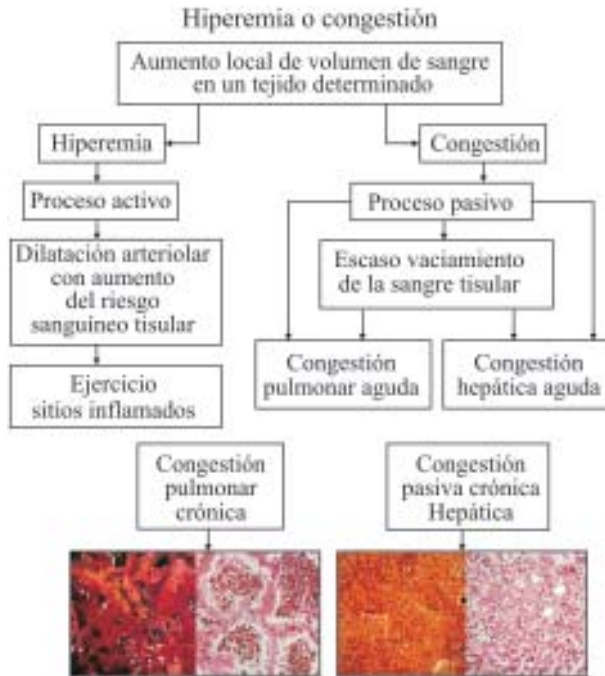 Hiperemia o congestión
Aumento local de volumen de sangre
en un tejido determinado
Hiperemia
Congestión
Proceso activo
Proceso pasivo
Dilatación arteriolar
con aumento
del riesgo
sanguíneo tisular
Escaso vaciamiento
de la sangre tisular
Ejercicio
sitios inflamados
Congestión
pulmonar aguda
Congestión
hepática aguda
Congestión
pulmonar
crónica
Congestión
pasiva crónica
Hepática